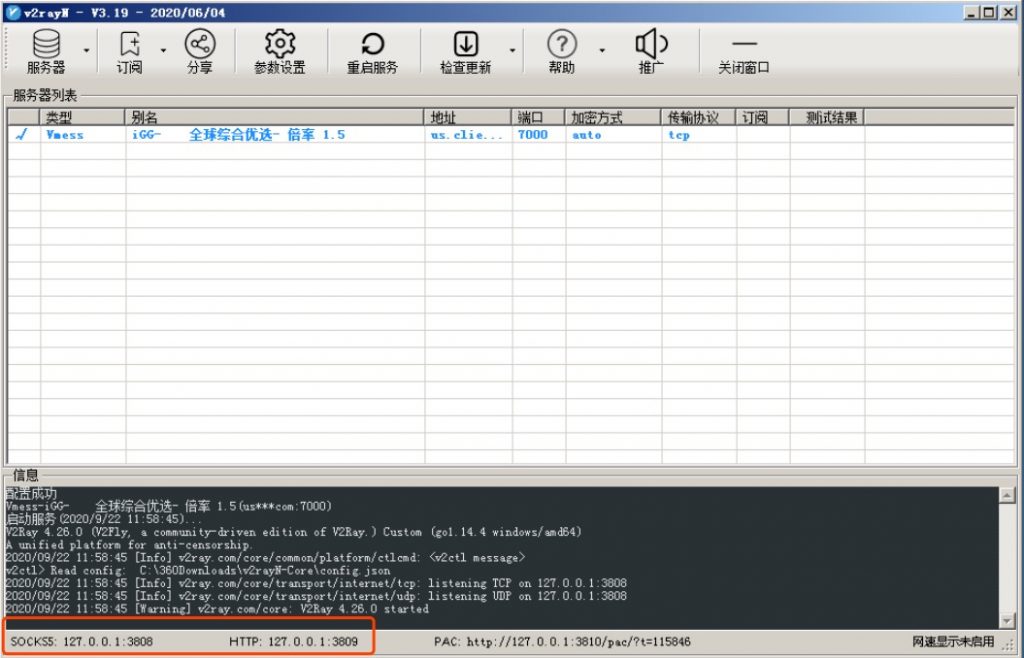 v2rayN - V3.19 - 2020/06/04
服务器 订阅 分享 参数设置 重启服务 检查更新 帮助 推广 关闭窗口
服务器列表
类型 别名 地址 端口 加密方式 传输协议 订阅 测试结果
Vmess iGG- 全球综合优选- 倍率 1.5 us.clie... 7000 auto tcp
信息
配置成功
Vmess-iGG- 全球综合优选- 倍率 1.5(us***com:7000)
启动服务(2020/9/22 11:58:45)...
V2Ray 4.26.0 (V2Fly, a community-driven edition of V2Ray.) Custom (go1.14.4 windows/amd64)
A unified platform for anti-censorship.
2020/09/22 11:58:45 [Info] v2ray.com/core/common/platform/ctlcmd: <v2ctl message>
v2ctl> Read config: C:\360Downloads\v2rayN-Core\config.json
2020/09/22 11:58:45 [Info] v2ray.com/core/transport/internet/tcp: listening TCP on 127.0.0.1:3808
2020/09/22 11:58:45 [Info] v2ray.com/core/transport/internet/udp: listening UDP on 127.0.0.1:3808
2020/09/22 11:58:45 [Warning] v2ray.com/core: V2Ray 4.26.0 started
SOCKS5: 127.0.0.1:3808 HTTP: 127.0.0.1:3809 PAC: http://127.0.0.1:3810/pac/?t=115846 网速显示未启用